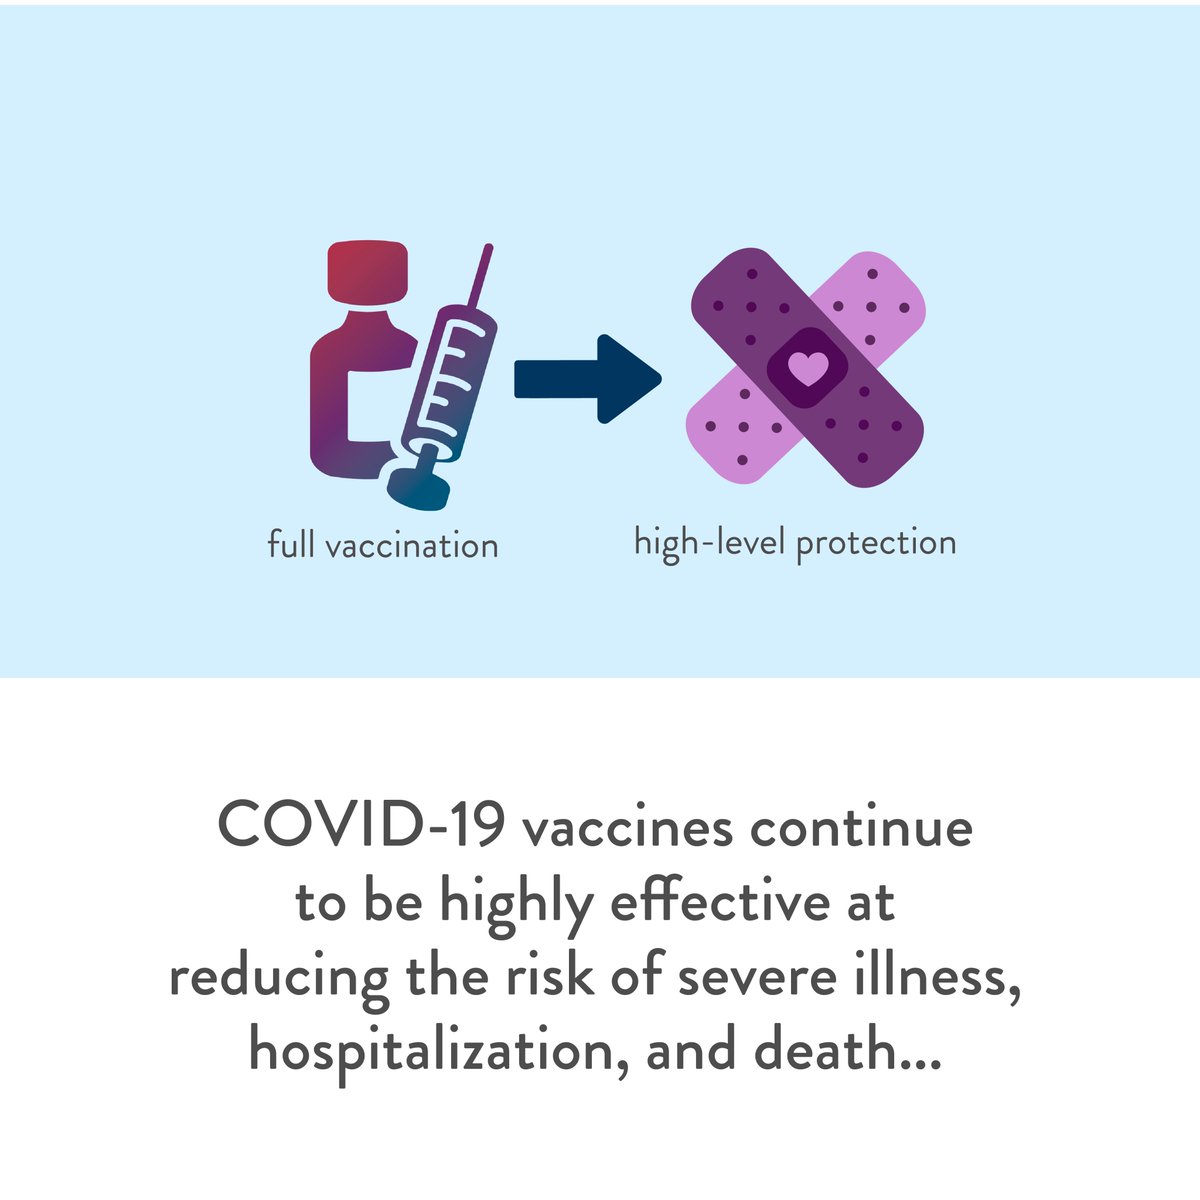 full vaccination
high-level protection
COVID-19 vaccines continue
to be highly effective at
reducing the risk of severe illness,
hospitalization, and death...